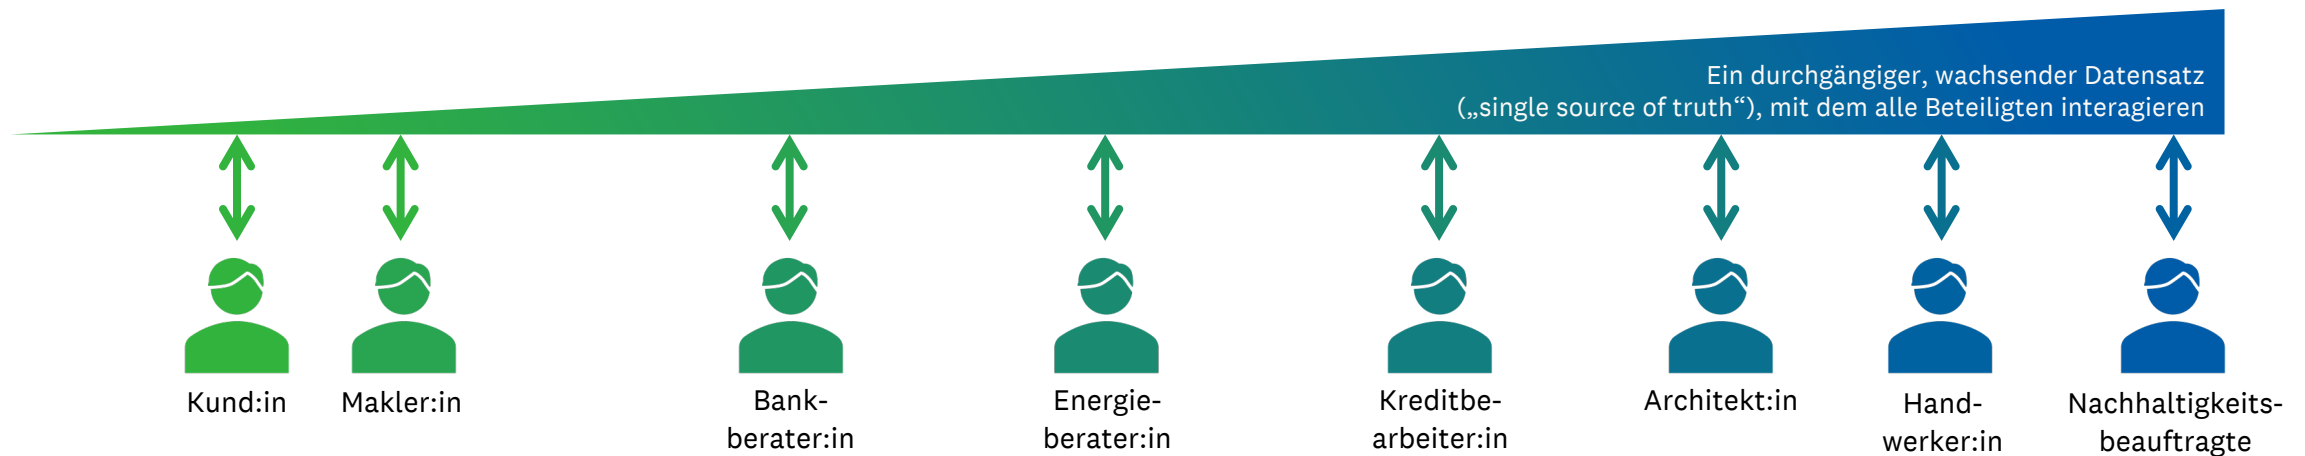 Ein durchgängiger, wachsender Datensatz
(„single source of truth“), mit dem alle Beteiligten interagieren
Kund:in
Makler:in
Bank-
berater:in
Energie-
berater:in
Kreditbe-
arbeiter:in
Architekt:in
Hand-
werker:in
Nachhaltigkeits-
beauftragte